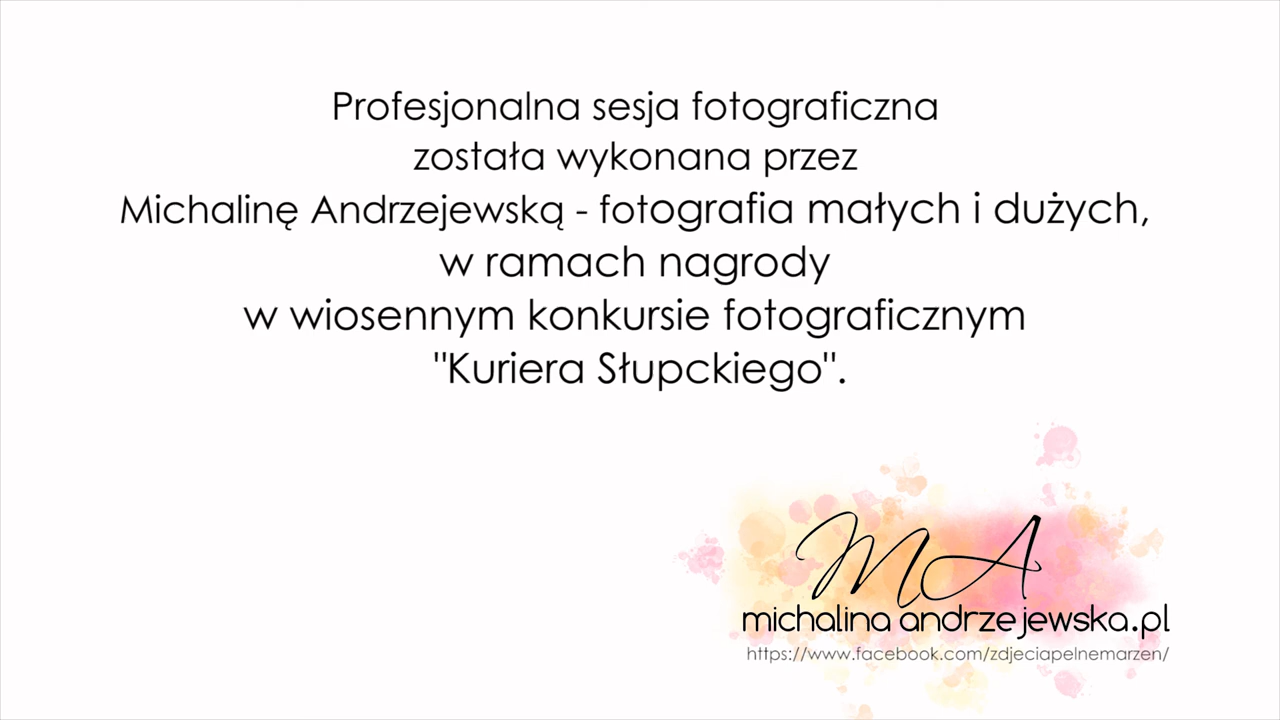 Profesjonalna sesja fotograficzna
została wykonana przez
Michalinę Andrzejewską - fotografia małych i dużych,
w ramach nagrody
w wiosennym konkursie fotograficznym
"Kuriera Słupckiego".
MA
michalina andrzejewska.pl
https://www.facebook.com/zdjeciapelnemarzen/